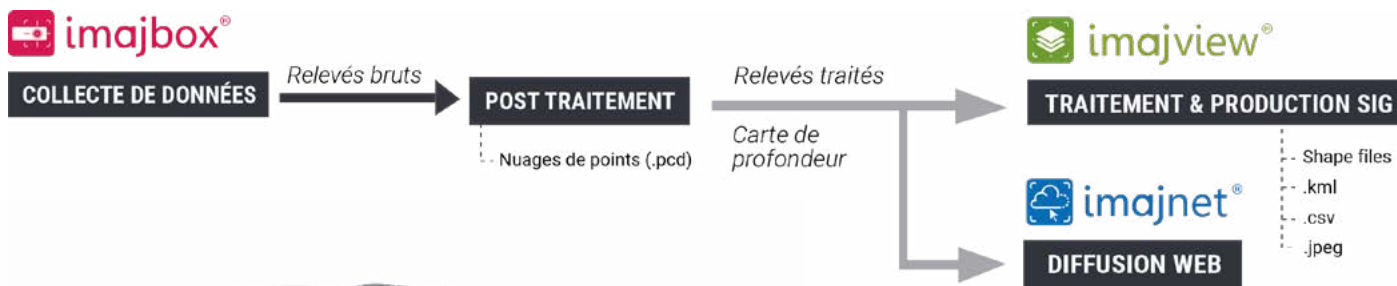 imajbox®
COLLECTE DE DONNÉES
Relevés bruts
POST TRAITEMENT
Nuages de points (.pcd)
Relevés traités
Carte de
profondeur
imajview®
TRAITEMENT & PRODUCTION SIG
Shape files
.kml
.csv
.jpeg
imajnet®
DIFFUSION WEB